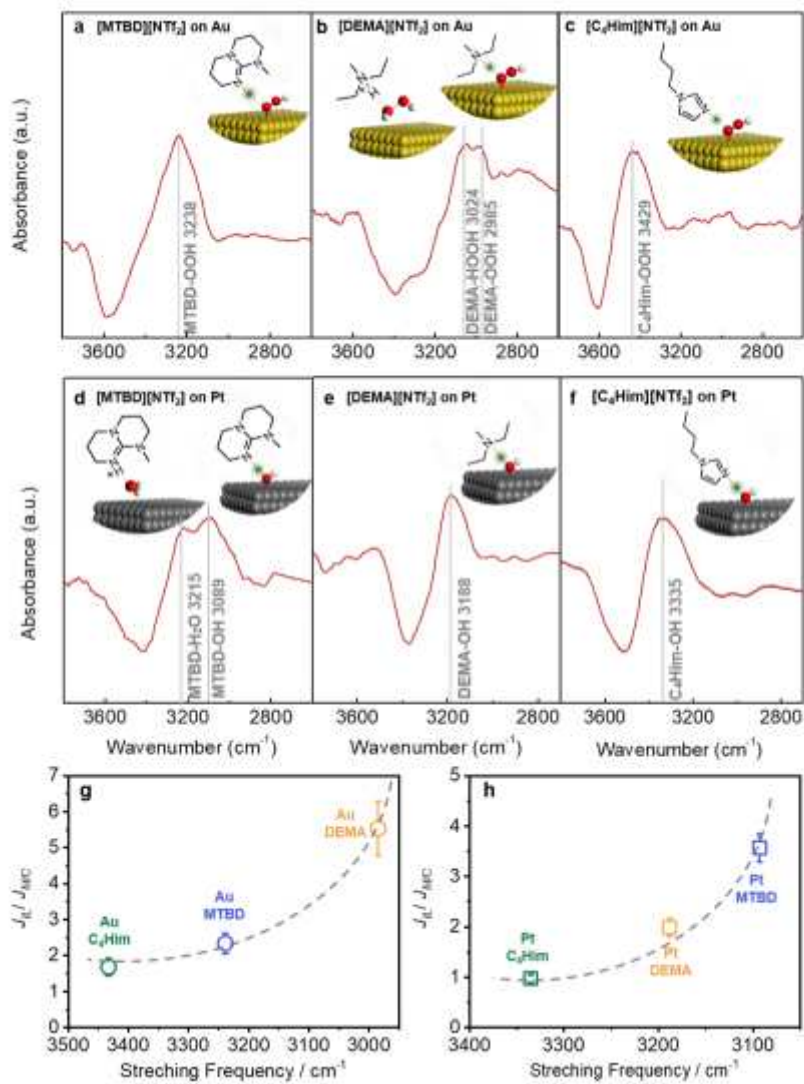 a [MTBD][NTf₂] on Au
b [DEMA][NTf₂] on Au
c [C₄Him][NTf₂] on Au
Absorbance (a.u.)
MTBD-OOH 3238
DEMA-HOOH 3024
DEMA-OOH 2985
C₄Him-OOH 3429
3600 3200 2800
3600 3200 2800
3600 3200 2800
d [MTBD][NTf₂] on Pt
e [DEMA][NTf₂] on Pt
f [C₄Him][NTf₂] on Pt
Absorbance (a.u.)
MTBD-H₂O 3215
MTBD-OH 3089
DEMA-OH 3188
C₄Him-OH 3335
3600 3200 2800
3600 3200 2800
3600 3200 2800
Wavenumber (cm⁻¹)
Wavenumber (cm⁻¹)
Wavenumber (cm⁻¹)
g
J_IL / J_M/C
7
6
5
4
3
2
1
0
Au
C₄Him
Au
MTBD
Au
DEMA
3500 3400 3300 3200 3100 3000
Streching Frequency / cm⁻¹
h
J_IL / J_M/C
5
4
3
2
1
0
Pt
C₄Him
Pt
DEMA
Pt
MTBD
3400 3300 3200 3100
Streching Frequency / cm⁻¹